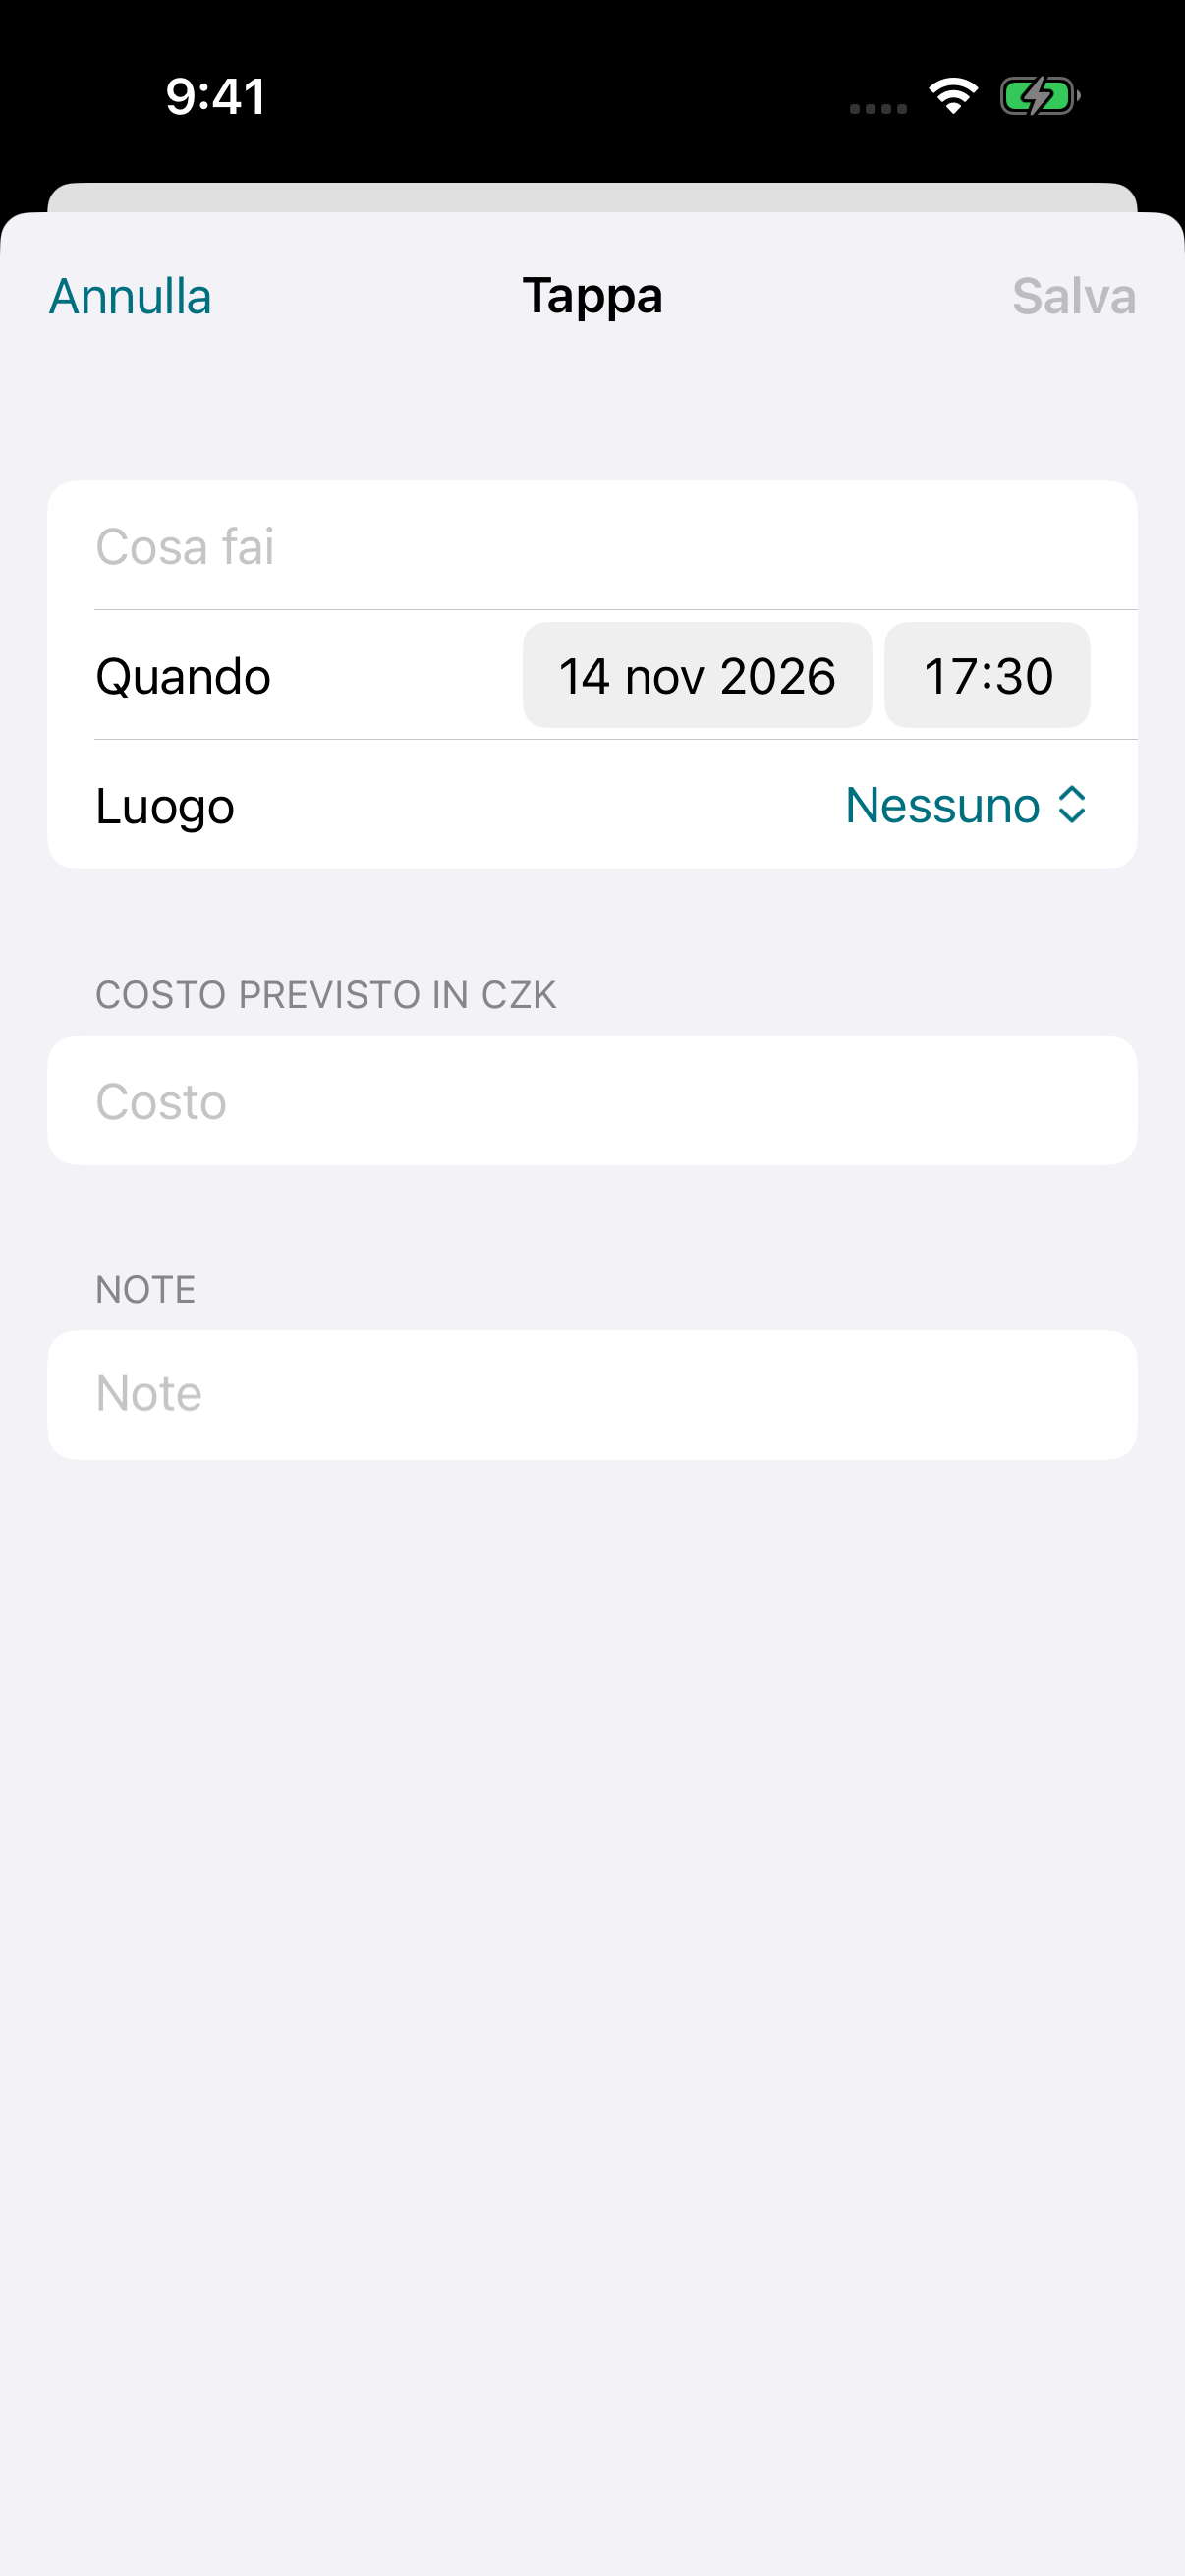 9:41
Annulla Tappa Salva
Cosa fai
Quando 14 nov 2026 17:30
Luogo Nessuno
COSTO PREVISTO IN CZK
Costo
NOTE
Note